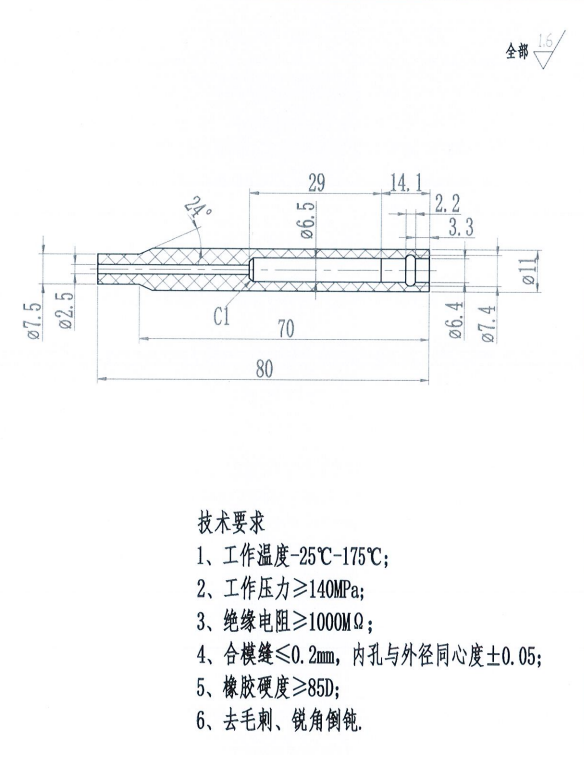 全部 1.6
29
14.1
2.2
3.3
24°
ø6.5
ø7.5
ø2.5
C1
ø6.4
ø7.4
ø11
70
80
技术要求
1、工作温度-25℃-175℃;
2、工作压力≥140MPa;
3、绝缘电阻≥1000MΩ;
4、合模缝≤0.2mm, 内孔与外径同心度±0.05;
5、橡胶硬度≥85D;
6、去毛刺、锐角倒钝.